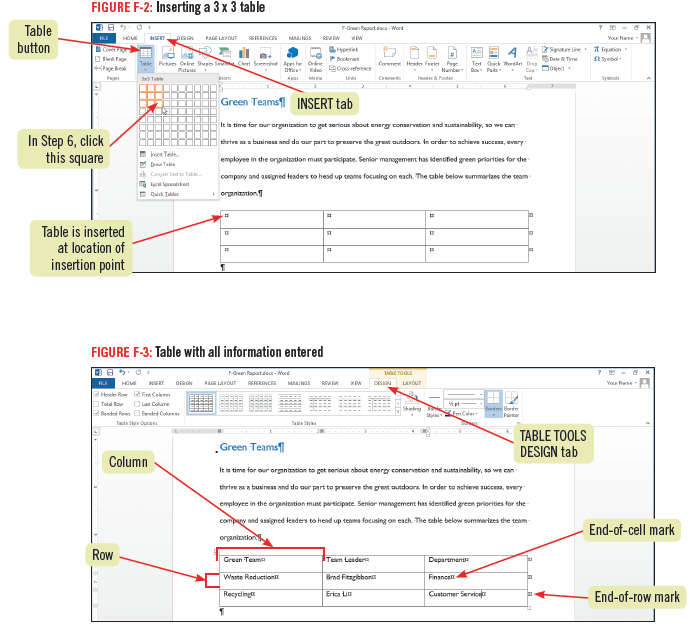 FIGURE F-2: Inserting a 3 x 3 table
F-Green Report.docx - Word
FILE HOME INSERT DESIGN PAGE LAYOUT REFERENCES MAILINGS REVIEW VIEW Your Name
Table button
Cover Page
Blank Page
Page Break
Pages
Table
Pictures
Online Pictures
Shapes
SmartArt
Chart
Screenshot
Apps for Office
Online Video
Hyperlink
Bookmark
Cross-reference
Comment
Header
Footer
Page Number
Text Box
Quick Parts
WordArt
Drop Cap
Signature Line
Date & Time
Object
Equation
Symbol
Comments
Header & Footer
Text
Symbols
3x3 Table
Insert Table...
Draw Table
Convert Text to Table...
Excel Spreadsheet
Quick Tables
INSERT tab
In Step 6, click
this square
Green Teams¶
It is time for our organization to get serious about energy conservation and sustainability, so we can
thrive as a business and do our part to preserve the great outdoors. In order to achieve success, every
employee in the organization must participate. Senior management has identified green priorities for the
company and assigned leaders to head up teams focusing on each. The table below summarizes the team
organization.¶
Table is inserted
at location of
insertion point
¤ ¤ ¤ ¤
¤ ¤ ¤ ¤
¤ ¤ ¤ ¤
¶
FIGURE F-3: Table with all information entered
F-Green Report.docx - Word
TABLE TOOLS
FILE HOME INSERT DESIGN PAGE LAYOUT REFERENCES MAILINGS REVIEW VIEW DESIGN LAYOUT Your Name
Header Row
First Column
Total Row
Last Column
Banded Rows
Banded Columns
Table Style Options
Table Styles
Shading
Border Styles
½ pt
Pen Color
Borders
Border Painter
TABLE TOOLS
DESIGN tab
Green Teams¶
Column
It is time for our organization to get serious about energy conservation and sustainability, so we can
thrive as a business and do our part to preserve the great outdoors. In order to achieve success, every
employee in the organization must participate. Senior management has identified green priorities for the
company and assigned leaders to head up teams focusing on each. The table below summarizes the team
organization.¶
End-of-cell mark
Row
Green Team¤ Team Leader¤ Department¤ ¤
Waste Reduction¤ Brad Fitzgibbon¤ Finance¤ ¤
Recycling¤ Erica Li¤ Customer Service¤ ¤
End-of-row mark
¶